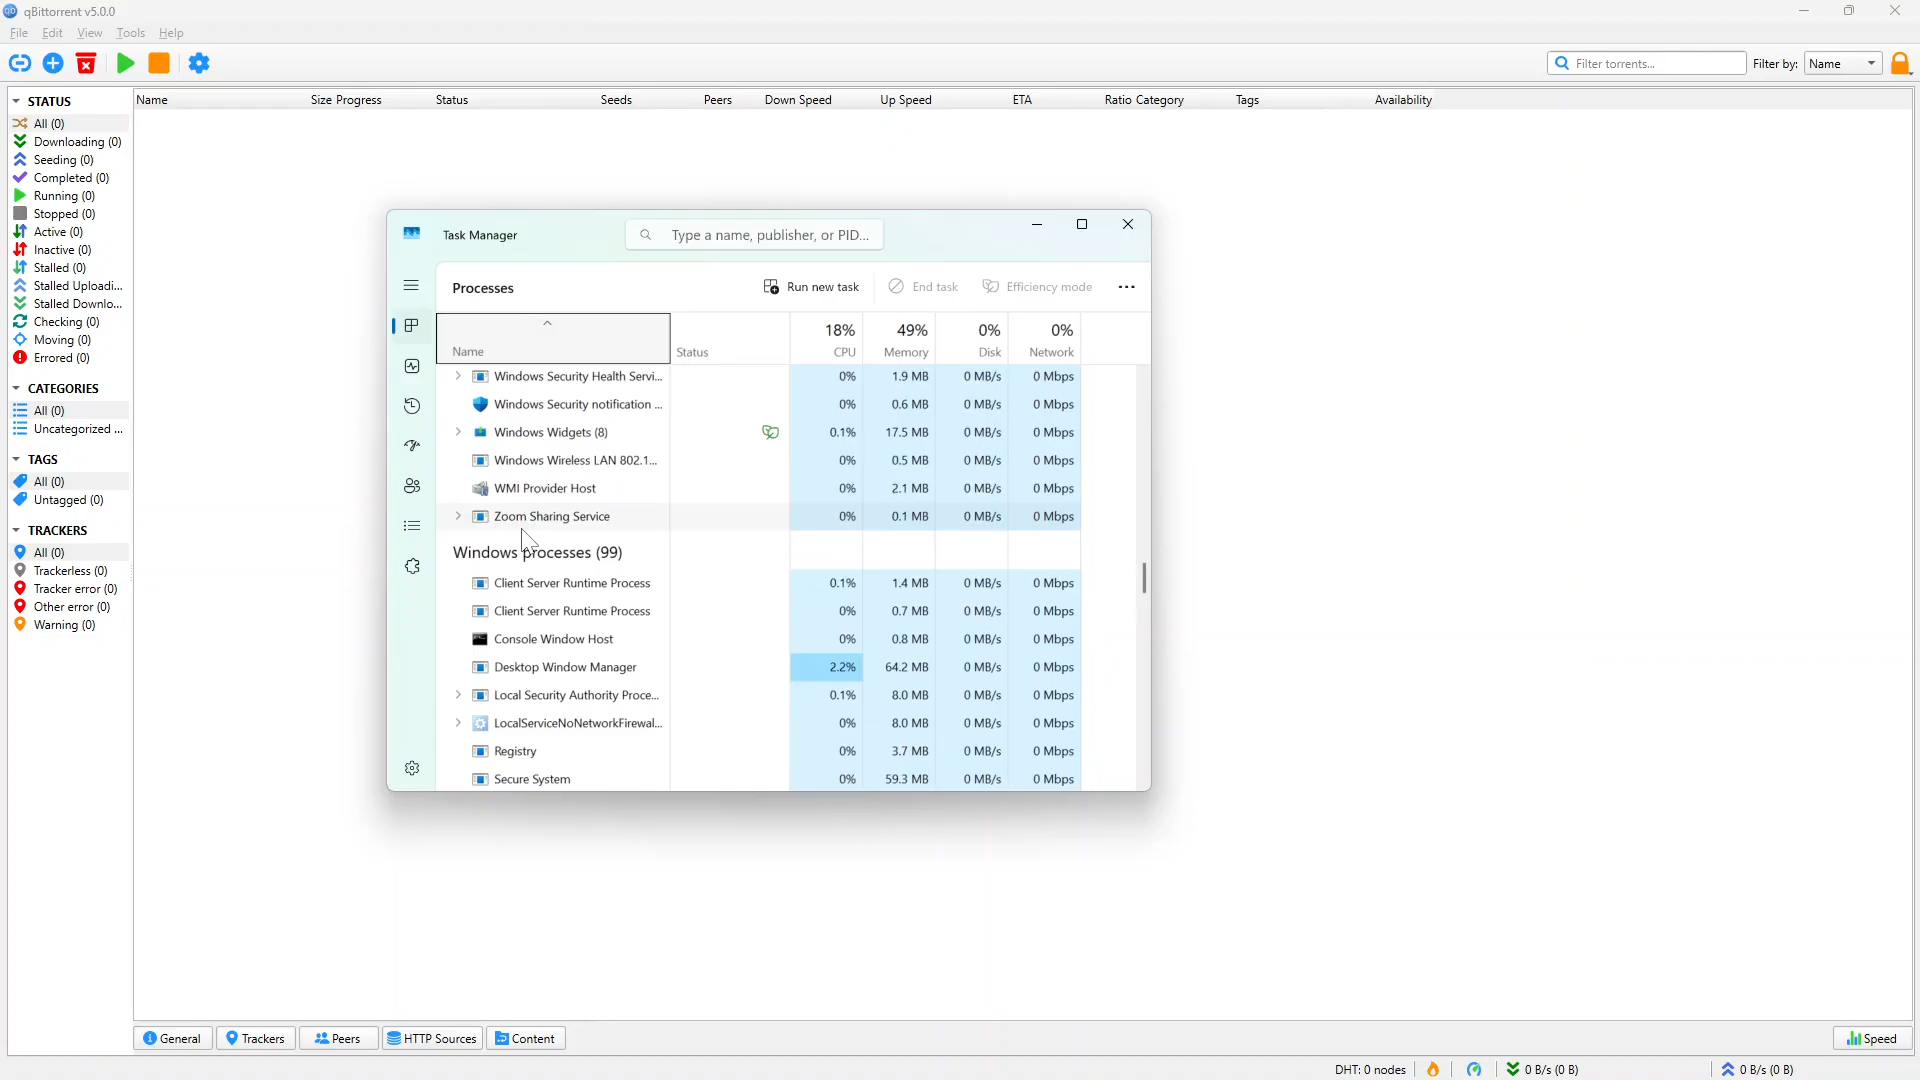 qBittorrent v5.0.0
File Edit View Tools Help
Filter torrents... Filter by: Name
STATUS
All (0)
Downloading (0)
Seeding (0)
Completed (0)
Running (0)
Stopped (0)
Active (0)
Inactive (0)
Stalled (0)
Stalled Uploadi...
Stalled Downlo...
Checking (0)
Moving (0)
Errored (0)
CATEGORIES
All (0)
Uncategorized ...
TAGS
All (0)
Untagged (0)
TRACKERS
All (0)
Trackerless (0)
Tracker error (0)
Other error (0)
Warning (0)
Name Size Progress Status Seeds Peers Down Speed Up Speed ETA Ratio Category Tags Availability
Task Manager Type a name, publisher, or PID...
Processes Run new task End task Efficiency mode
18% 49% 0% 0%
Name Status CPU Memory Disk Network
Windows Security Health Servi... 0% 1.9 MB 0 MB/s 0 Mbps
Windows Security notification ... 0% 0.6 MB 0 MB/s 0 Mbps
Windows Widgets (8) 0.1% 17.5 MB 0 MB/s 0 Mbps
Windows Wireless LAN 802.1... 0% 0.5 MB 0 MB/s 0 Mbps
WMI Provider Host 0% 2.1 MB 0 MB/s 0 Mbps
Zoom Sharing Service 0% 0.1 MB 0 MB/s 0 Mbps
Windows processes (99)
Client Server Runtime Process 0.1% 1.4 MB 0 MB/s 0 Mbps
Client Server Runtime Process 0% 0.7 MB 0 MB/s 0 Mbps
Console Window Host 0% 0.8 MB 0 MB/s 0 Mbps
Desktop Window Manager 2.2% 64.2 MB 0 MB/s 0 Mbps
Local Security Authority Proce... 0.1% 8.0 MB 0 MB/s 0 Mbps
LocalServiceNoNetworkFirewal... 0% 8.0 MB 0 MB/s 0 Mbps
Registry 0% 3.7 MB 0 MB/s 0 Mbps
Secure System 0% 59.3 MB 0 MB/s 0 Mbps
General Trackers Peers HTTP Sources Content Speed
DHT: 0 nodes 0 B/s (0 B) 0 B/s (0 B)